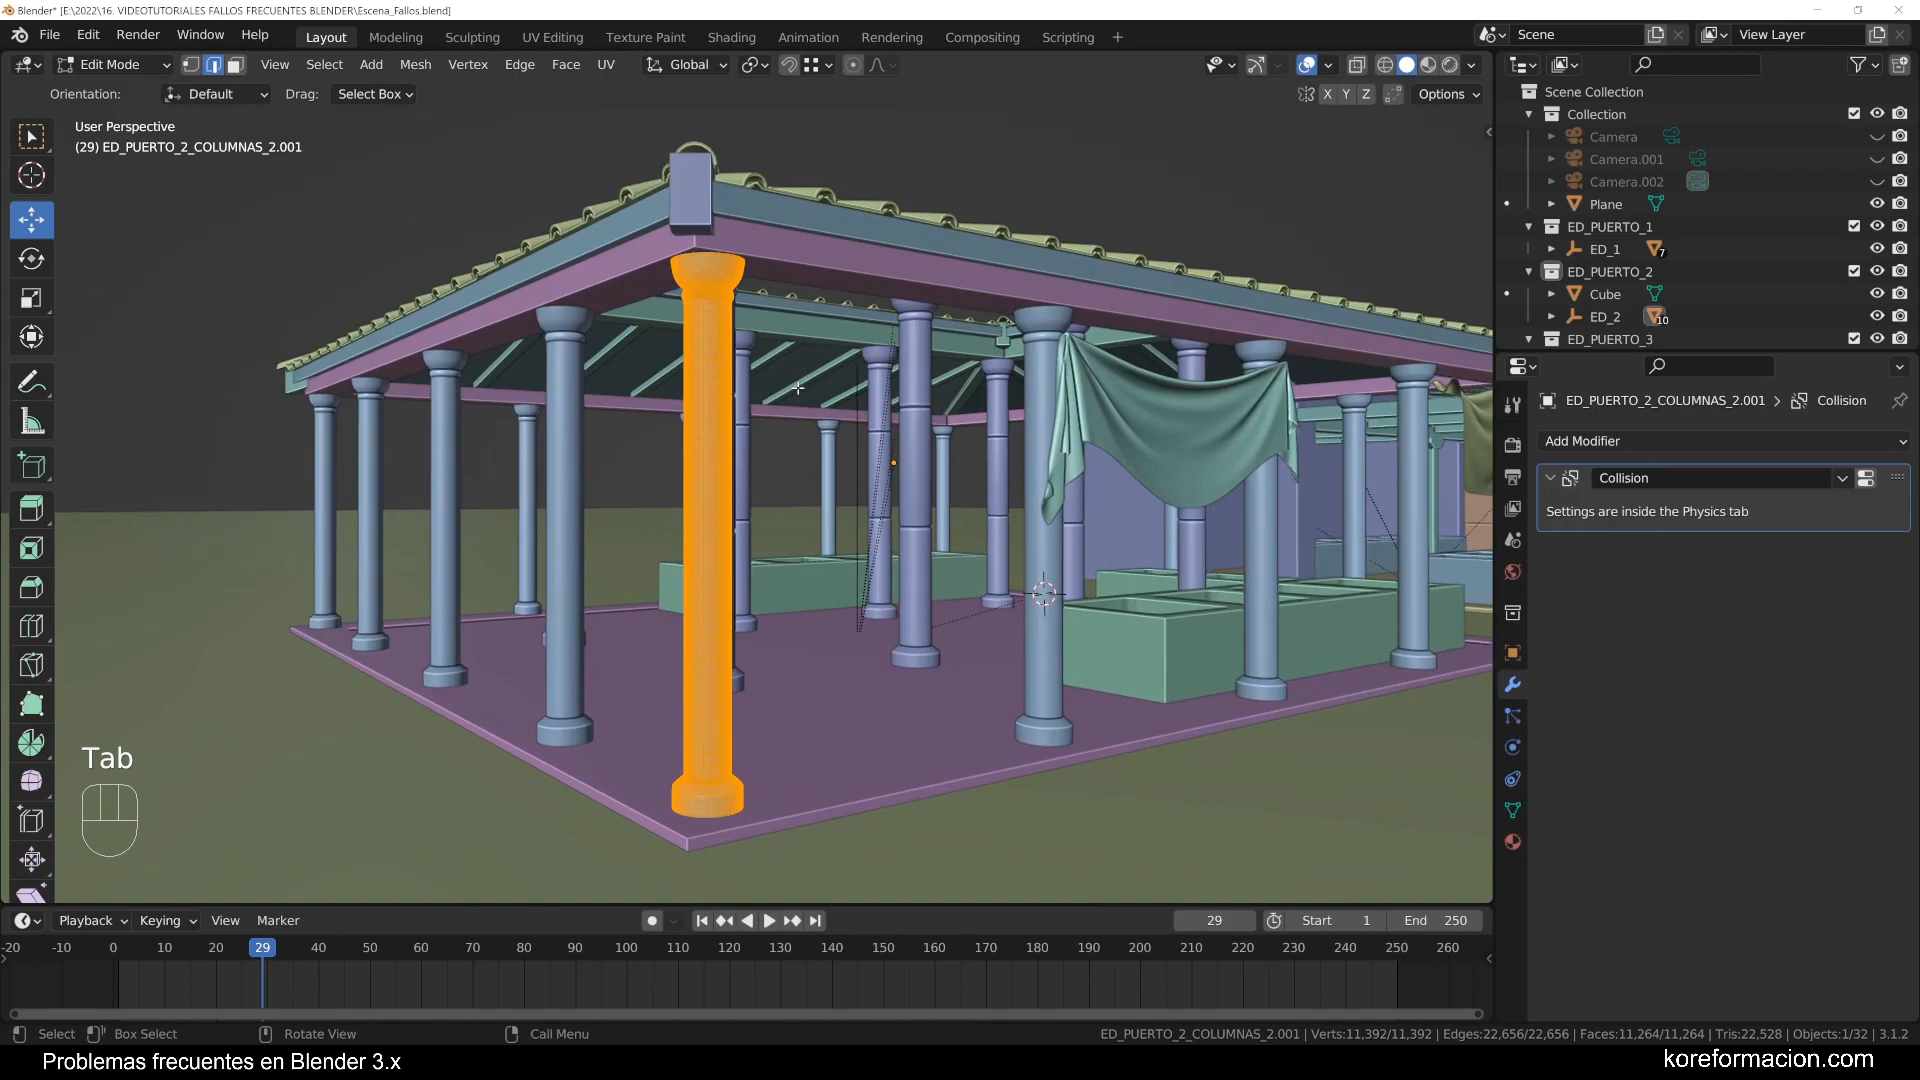 Blender* [E:\2022\16. VIDEOTUTORIALES FALLOS FRECUENTES BLENDER\Escena_Fallos.blend]
File Edit Render Window Help Layout Modeling Sculpting UV Editing Texture Paint Shading Animation Rendering Compositing Scripting + Scene View Layer
Edit Mode View Select Add Mesh Vertex Edge Face UV Global
Orientation: Default Drag: Select Box X Y Z Options
User Perspective
(29) ED_PUERTO_2_COLUMNAS_2.001
Scene Collection
Collection
Camera
Camera.001
Camera.002
Plane
ED_PUERTO_1
ED_1 7
ED_PUERTO_2
Cube
ED_2 10
ED_PUERTO_3
ED_PUERTO_2_COLUMNAS_2.001 > Collision
Add Modifier
Collision
Settings are inside the Physics tab
Tab
Playback Keying View Marker 29 Start 1 End 250
-20 -10 0 10 20 29 40 50 60 70 80 90 100 110 120 130 140 150 160 170 180 190 200 210 220 230 240 250 260
Select Box Select Rotate View Call Menu ED_PUERTO_2_COLUMNAS_2.001 | Verts:11,392/11,392 | Edges:22,656/22,656 | Faces:11,264/11,264 | Tris:22,528 | Objects:1/32 | 3.1.2
Problemas frecuentes en Blender 3.x koreformacion.com